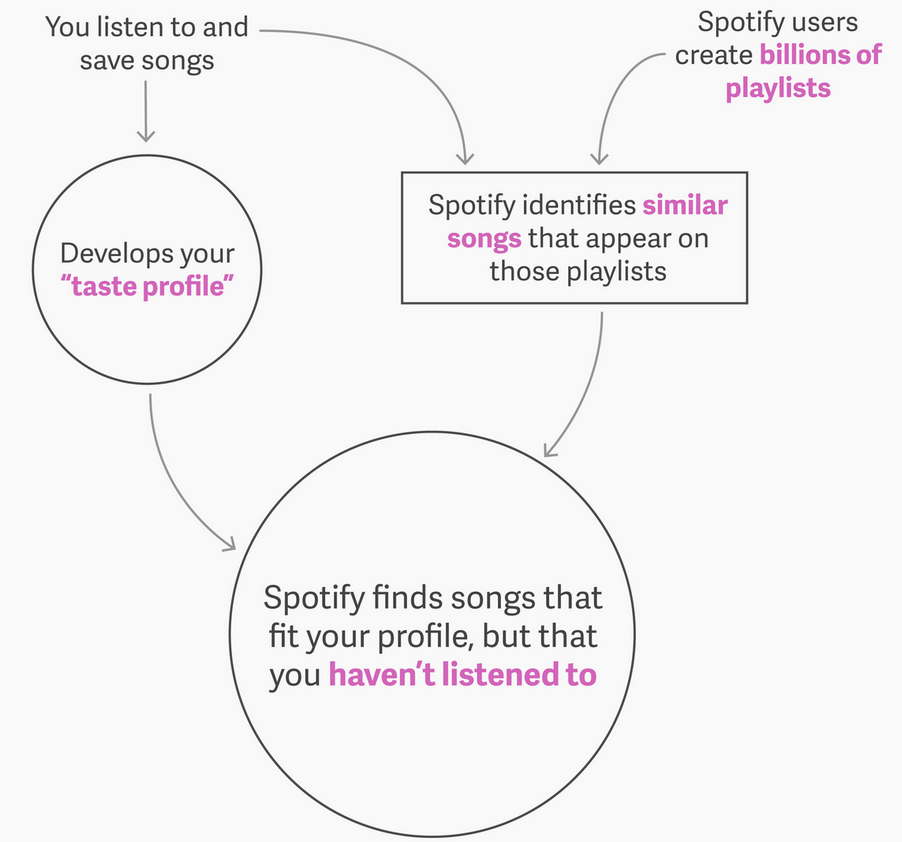 You listen to and
save songs
Spotify users
create billions of
playlists
Develops your
“taste profile”
Spotify identifies similar
songs that appear on
those playlists
Spotify finds songs that
fit your profile, but that
you haven’t listened to